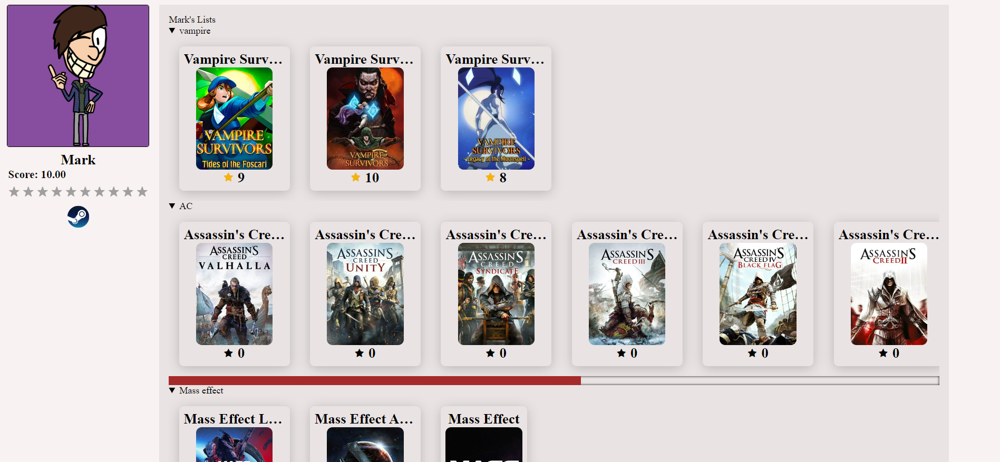 Mark
Score: 10.00
Mark's Lists
▼ vampire
Vampire Surv…
VAMPIRE
SURVIVORS
Tides of the Foscari
9
Vampire Surv…
VAMPIRE
SURVIVORS
10
Vampire Surv…
VAMPIRE
SURVIVORS
~Legacy of the Moonspell~
8
▼ AC
Assassin's Cre…
ASSASSIN'S
CREED
VALHALLA
0
Assassin's Cre…
ASSASSIN'S
CREED
UNITY
0
Assassin's Cre…
ASSASSIN'S
CREED
SYNDICATE
0
Assassin's Cre…
ASSASSIN'S
CREED III
0
Assassin's Cre…
ASSASSIN'S
CREED IV
BLACK FLAG
0
Assassin's Cre…
ASSASSIN'S
CREED II
0
▼ Mass effect
Mass Effect L…
Mass Effect A…
Mass Effect